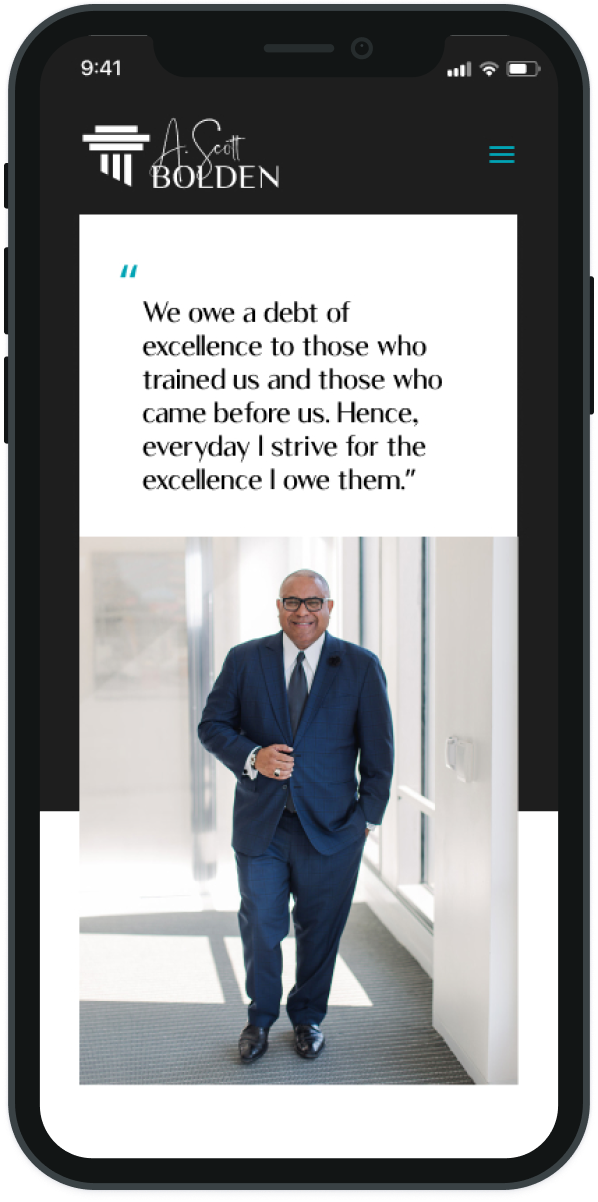 9:41
A. Scott
BOLDEN
“
We owe a debt of
excellence to those who
trained us and those who
came before us. Hence,
everyday I strive for the
excellence I owe them.”